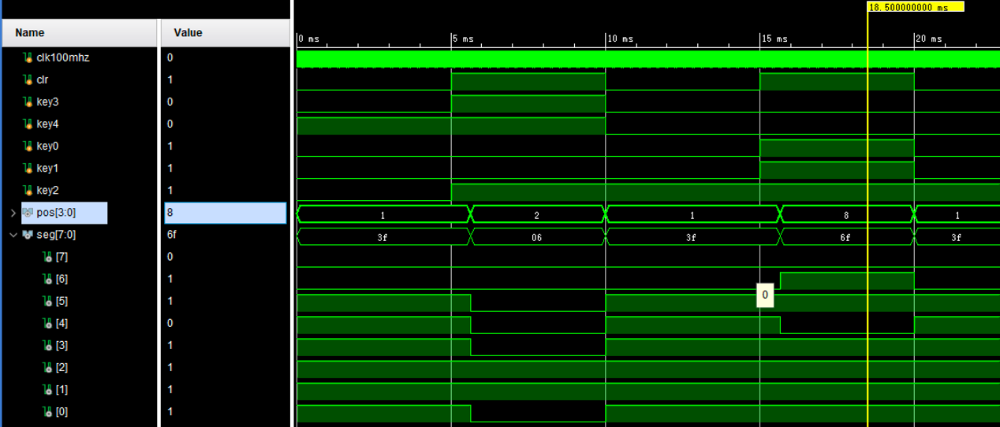 18.500000000 ms
Name Value
0 ms 5 ms 10 ms 15 ms 20 ms
clk100mhz 0
clr 1
key3 0
key4 0
key0 1
key1 1
key2 1
pos[3:0] 8 1 2 1 8 1
seg[7:0] 6f 3f 06 3f 6f 3f
[7] 0
[6] 1
[5] 1 0
[4] 0
[3] 1
[2] 1
[1] 1
[0] 1